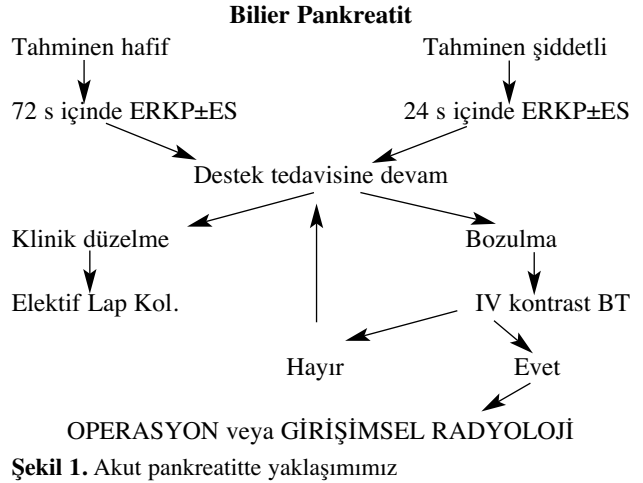 Bilier Pankreatit
Tahminen hafif Tahminen şiddetli
72 s içinde ERKP±ES 24 s içinde ERKP±ES
Destek tedavisine devam
Klinik düzelme Bozulma
Elektif Lap Kol. IV kontrast BT
Hayır Evet
OPERASYON veya GİRİŞİMSEL RADYOLOJİ
Şekil 1. Akut pankreatitte yaklaşımımız